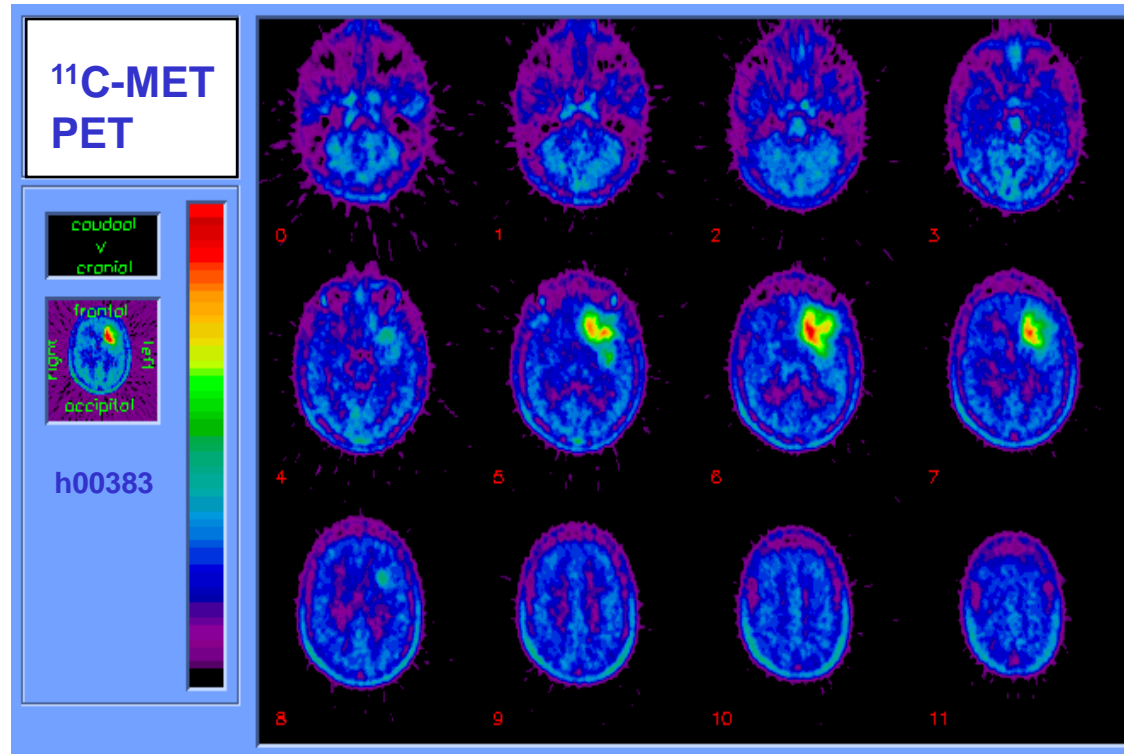 ¹¹C-MET
PET
caudaal
v
cranial
frontal
right
left
occipital
h00383
0
1
2
3
4
5
6
7
8
9
10
11